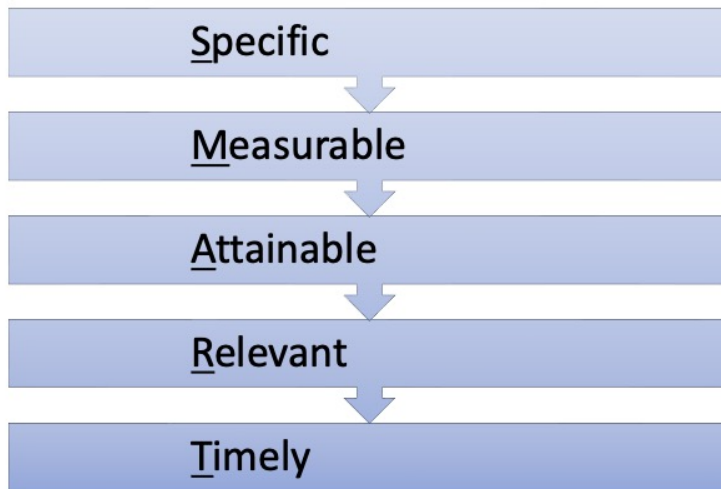 Specific
Measurable
Attainable
Relevant
Timely